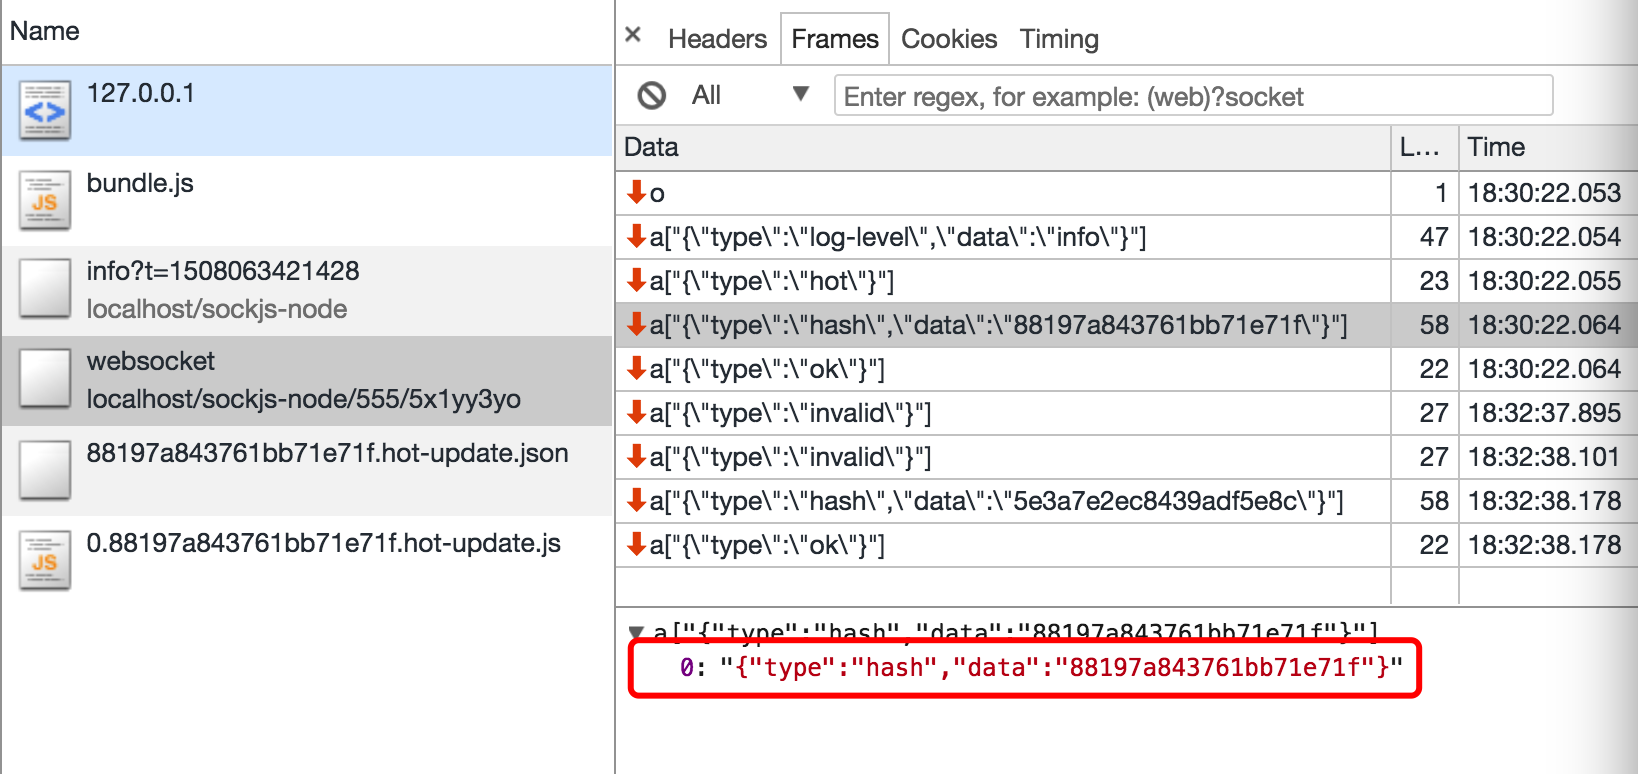 Name
127.0.0.1
bundle.js
info?t=1508063421428
localhost/sockjs-node
websocket
localhost/sockjs-node/555/5x1yy3yo
88197a843761bb71e71f.hot-update.json
0.88197a843761bb71e71f.hot-update.js
× Headers Frames Cookies Timing
All ▼ Enter regex, for example: (web)?socket
Data L... Time
o 1 18:30:22.053
a["{\"type\":\"log-level\",\"data\":\"info\"}"] 47 18:30:22.054
a["{\"type\":\"hot\"}"] 23 18:30:22.055
a["{\"type\":\"hash\",\"data\":\"88197a843761bb71e71f\"}"] 58 18:30:22.064
a["{\"type\":\"ok\"}"] 22 18:30:22.064
a["{\"type\":\"invalid\"}"] 27 18:32:37.895
a["{\"type\":\"invalid\"}"] 27 18:32:38.101
a["{\"type\":\"hash\",\"data\":\"5e3a7e2ec8439adf5e8c\"}"] 58 18:32:38.178
a["{\"type\":\"ok\"}"] 22 18:32:38.178
▼ a["{"type":"hash","data":"88197a843761bb71e71f"}"]
0: "{"type":"hash","data":"88197a843761bb71e71f"}"